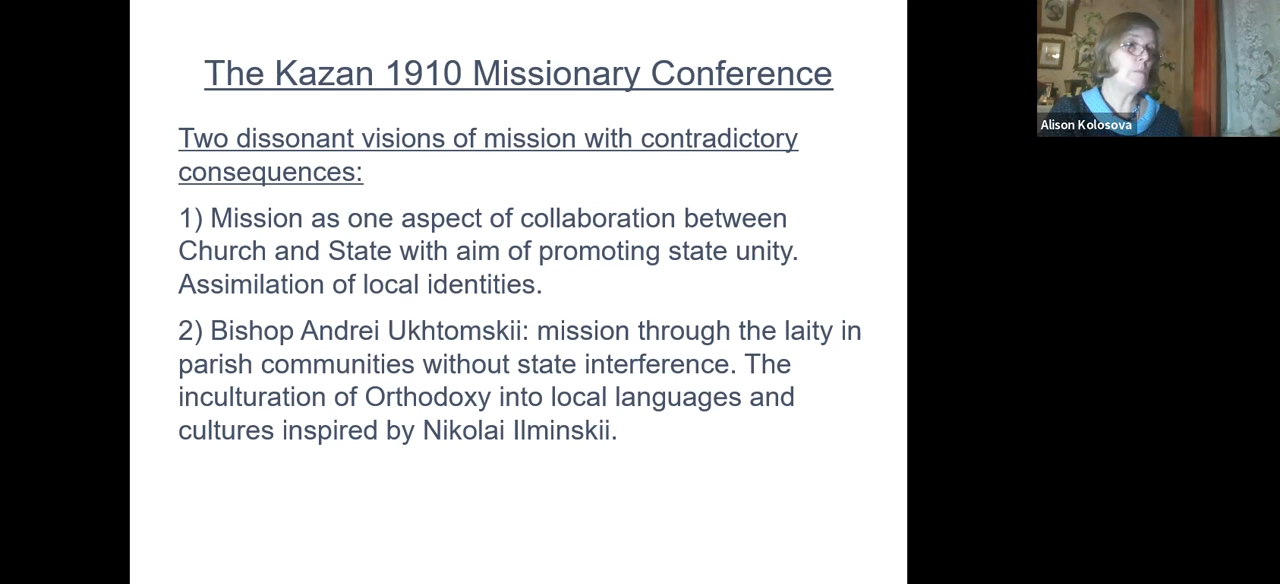 The Kazan 1910 Missionary Conference
Two dissonant visions of mission with contradictory
consequences:
1) Mission as one aspect of collaboration between
Church and State with aim of promoting state unity.
Assimilation of local identities.
2) Bishop Andrei Ukhtomskii: mission through the laity in
parish communities without state interference. The
inculturation of Orthodoxy into local languages and
cultures inspired by Nikolai Ilminskii.
Alison Kolosova